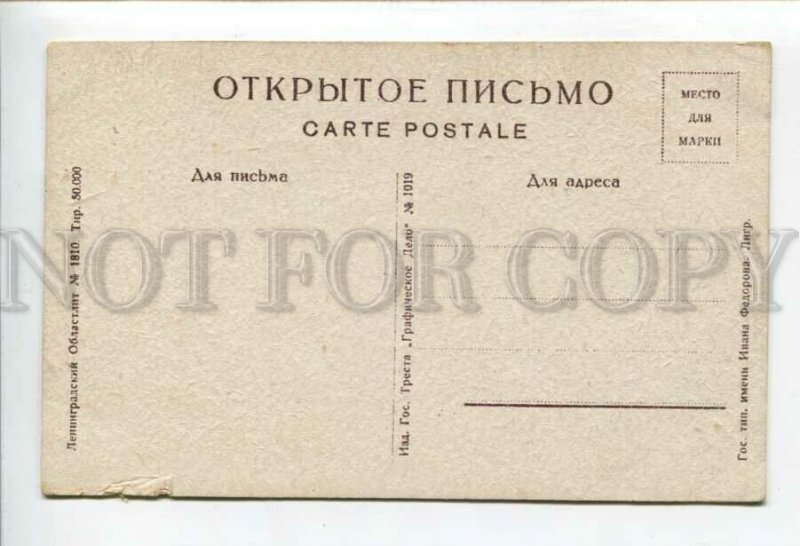 ОТКРЫТОЕ ПИСЬМО
CARTE POSTALE
МЕСТО
ДЛЯ
МАРКИ
Для письма
Для адреса
Ленинградский Областлит № 1810. Тир. 50.000
Изд. Гос. Треста „Графическое Дело" № 1019
Гос. тип. имени Ивана Федорова. Лнгр.
NOT FOR COPY